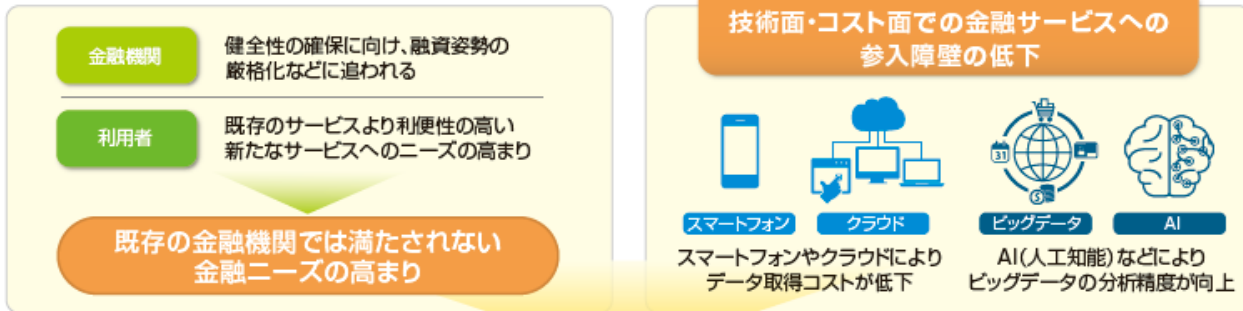 金融機関
健全性の確保に向け、融資姿勢の
厳格化などに追われる
利用者
既存のサービスより利便性の高い
新たなサービスへのニーズの高まり
既存の金融機関では満たされない
金融ニーズの高まり
技術面・コスト面での金融サービスへの
参入障壁の低下
31
$
スマートフォン
クラウド
ビッグデータ
AI
スマートフォンやクラウドにより
データ取得コストが低下
AI(人工知能)などにより
ビッグデータの分析精度が向上